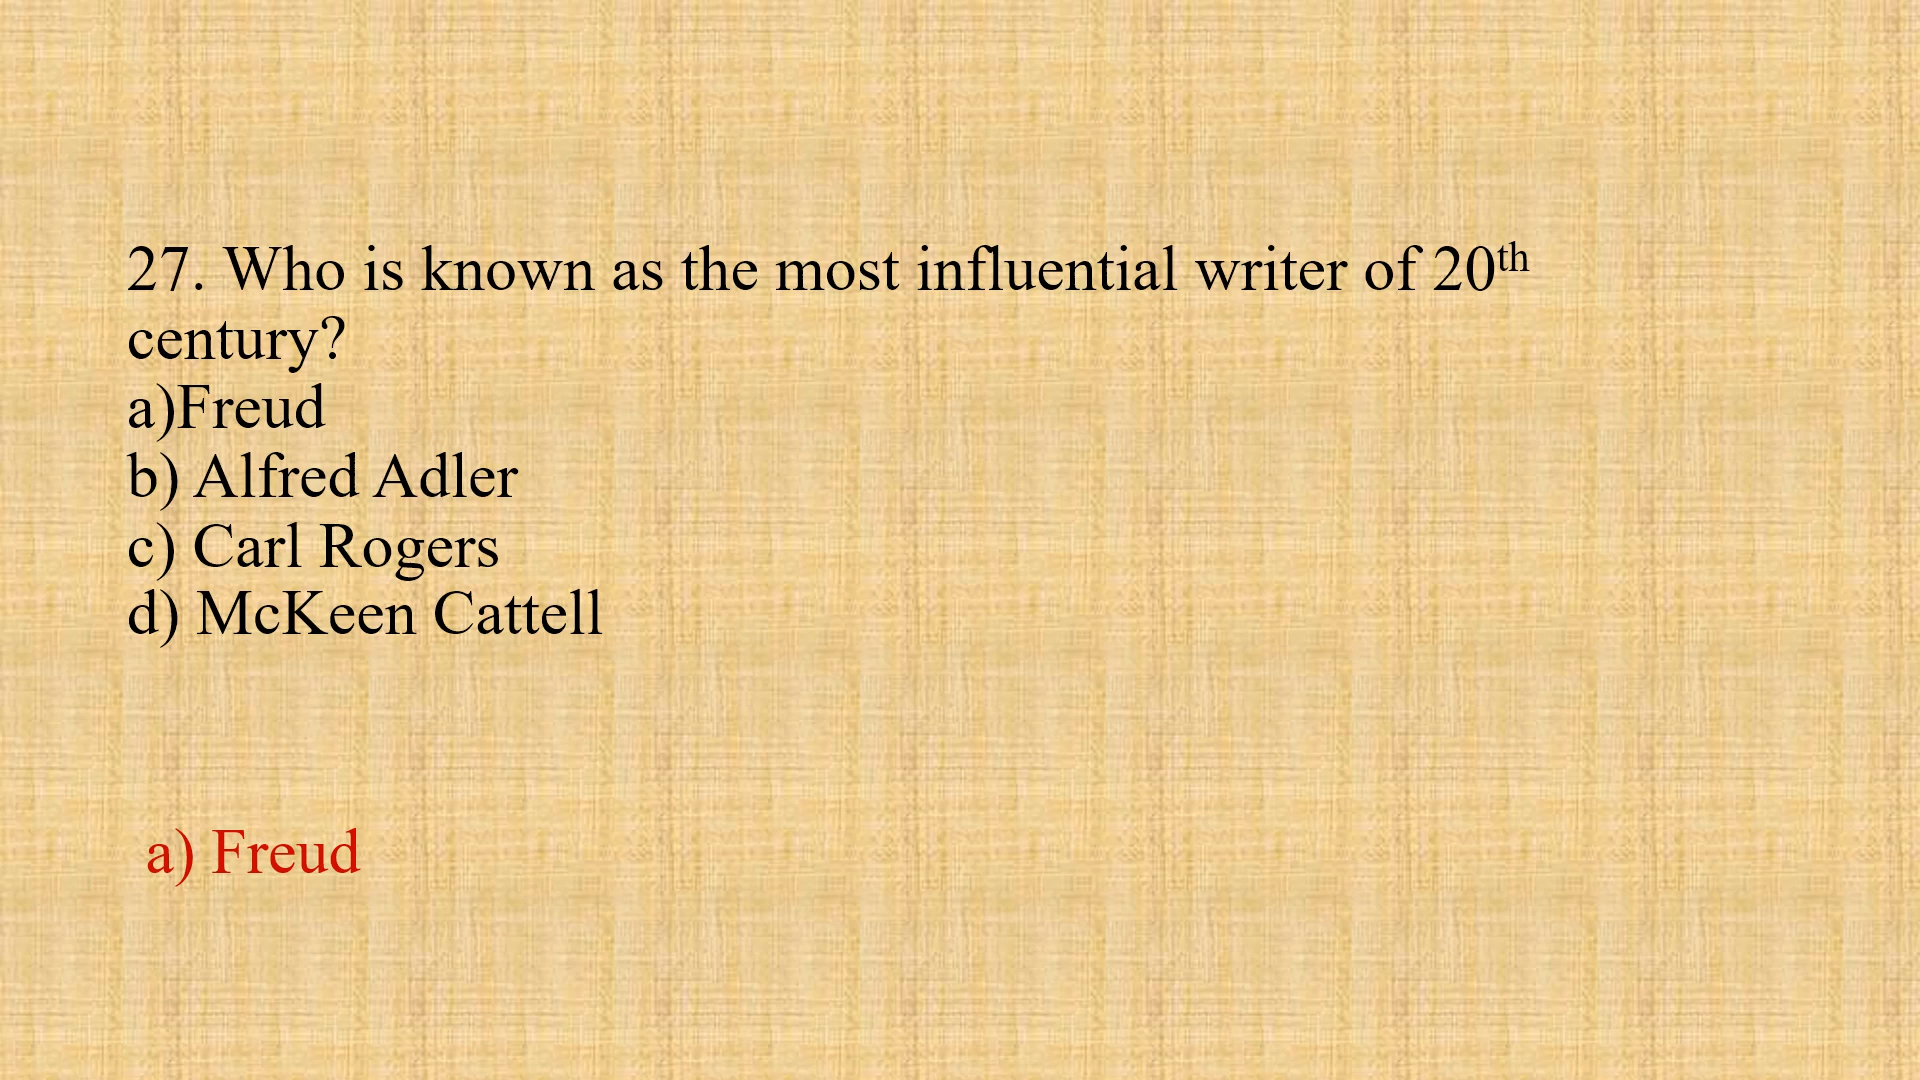 27. Who is known as the most influential writer of 20th
century?
a)Freud
b) Alfred Adler
c) Carl Rogers
d) McKeen Cattell
a) Freud